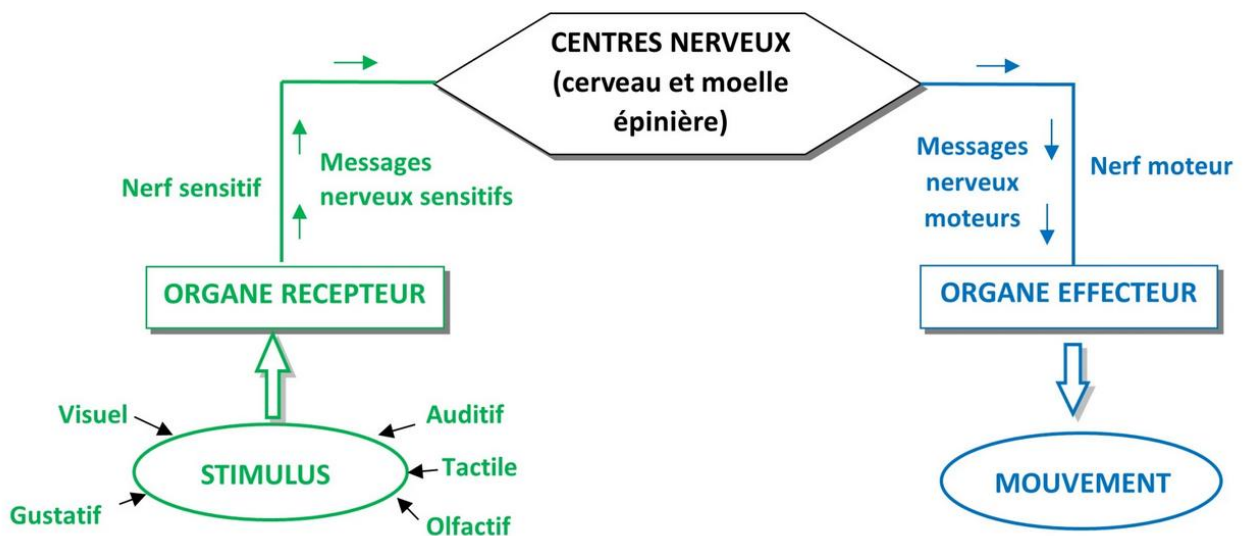 CENTRES NERVEUX
(cerveau et moelle
épinière)
Nerf sensitif
Messages
nerveux sensitifs
Messages
nerveux
moteurs
Nerf moteur
ORGANE RECEPTEUR
ORGANE EFFECTEUR
Visuel
Auditif
STIMULUS
Tactile
Gustatif
Olfactif
MOUVEMENT